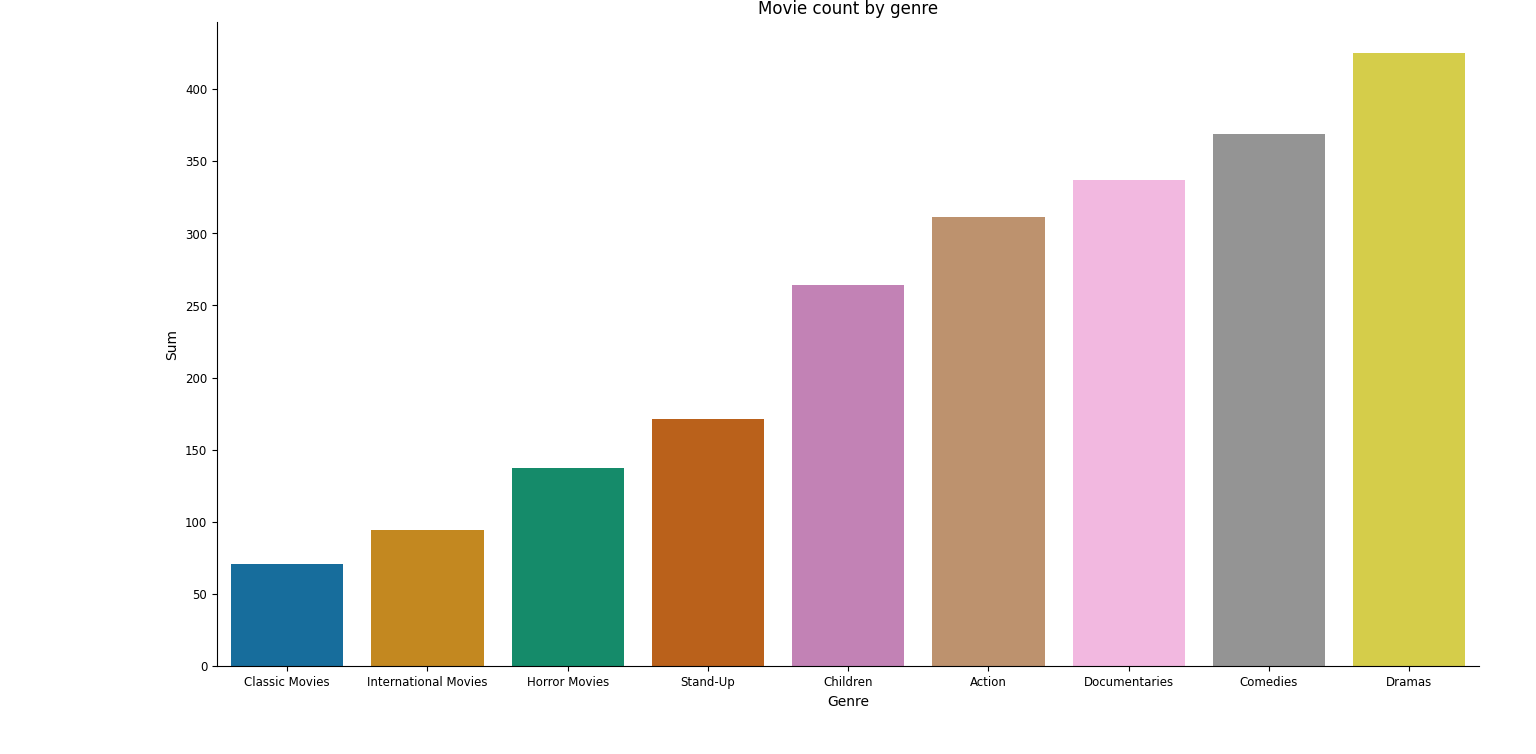 Movie count by genre
400
350
300
250
200
150
100
50
0
Sum
Classic Movies International Movies Horror Movies Stand-Up Children Action Documentaries Comedies Dramas
Genre